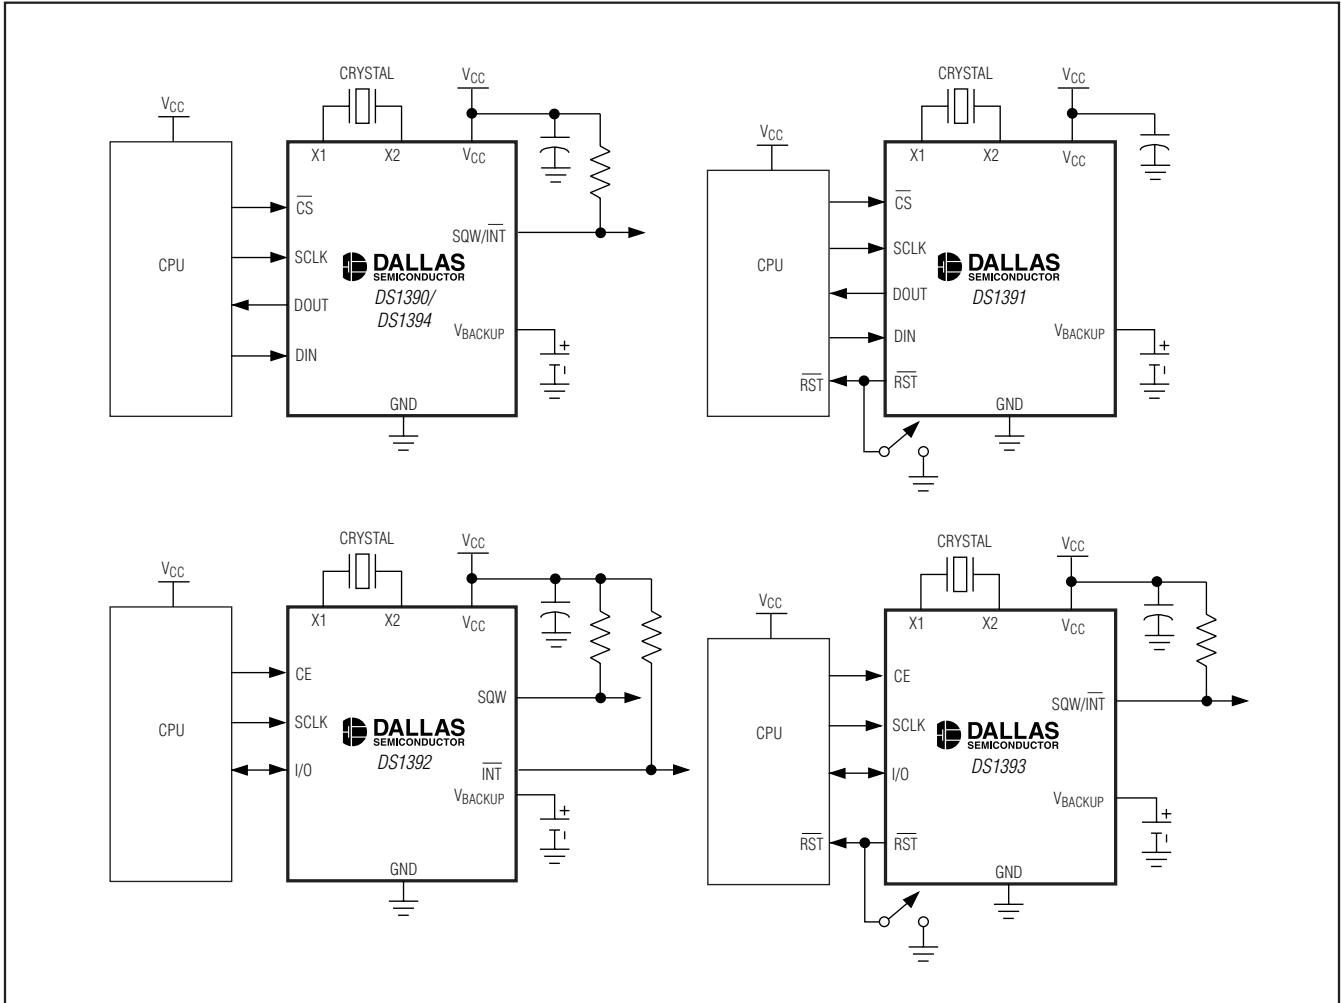 CRYSTAL
VCC
VCC
X1 X2 VCC
CS
SCLK
DOUT
DIN
CPU
SQW/INT
DALLAS
SEMICONDUCTOR
DS1390/
DS1394
VBACKUP
+
–
GND
CRYSTAL
VCC
VCC
X1 X2 VCC
CS
SCLK
DOUT
DIN
RST
RST
CPU
DALLAS
SEMICONDUCTOR
DS1391
VBACKUP
+
–
GND
CRYSTAL
VCC
VCC
X1 X2 VCC
CE
SCLK
I/O
CPU
SQW
DALLAS
SEMICONDUCTOR
DS1392
INT
VBACKUP
+
–
GND
CRYSTAL
VCC
VCC
X1 X2 VCC
CE
SCLK
I/O
RST
RST
CPU
SQW/INT
DALLAS
SEMICONDUCTOR
DS1393
VBACKUP
+
–
GND